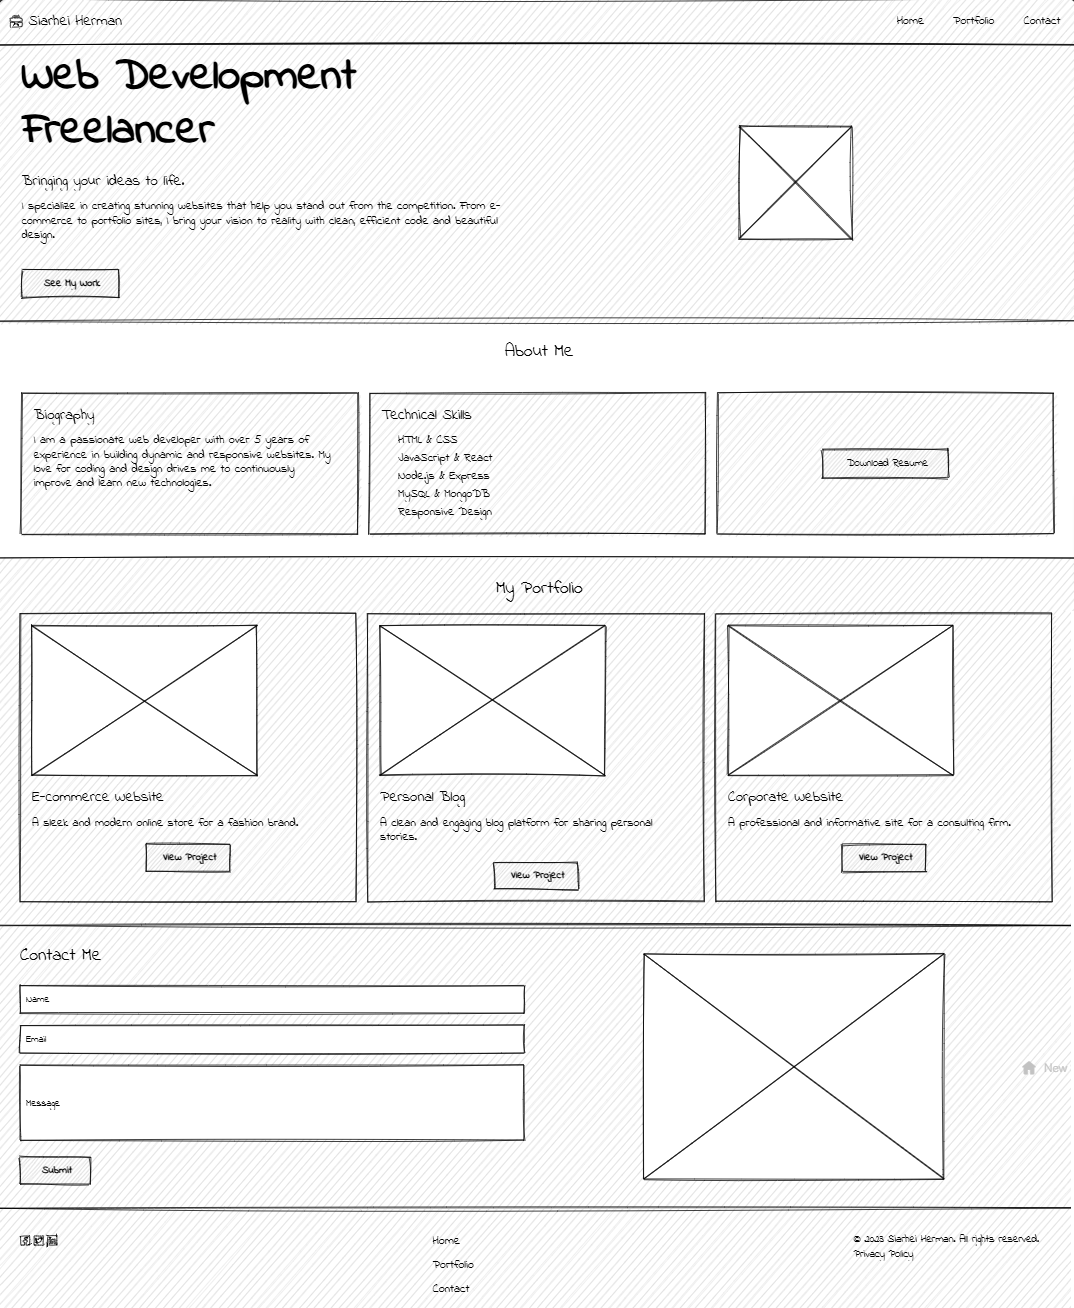 Siarhei Herman
Home
Portfolio
Contact
Web Development
Freelancer
Bringing your ideas to life.
I specialize in creating stunning websites that help you stand out from the competition. From e-
commerce to portfolio sites, I bring your vision to reality with clean, efficient code and beautiful
design.
See My Work
About Me
Biography
I am a passionate web developer with over 5 years of
experience in building dynamic and responsive websites. My
love for coding and design drives me to continuously
improve and learn new technologies.
Technical Skills
HTML & CSS
JavaScript & React
Node.js & Express
MySQL & MongoDB
Responsive Design
Download Resume
My Portfolio
E-commerce Website
A sleek and modern online store for a fashion brand.
View Project
Personal Blog
A clean and engaging blog platform for sharing personal
stories.
View Project
Corporate Website
A professional and informative site for a consulting firm.
View Project
Contact Me
Name
Email
Message
Submit
New
Home
Portfolio
Contact
© 2023 Siarhei Herman. All rights reserved.
Privacy Policy